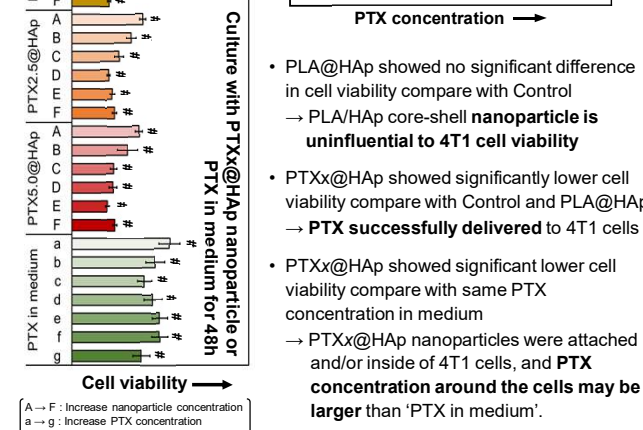 F #
PTX2.5@HAp
A #
B #
C #
D #
E #
F #
PTX5.0@HAp
A #
B #
C #
D #
E #
F #
PTX in medium
a #
b #
c #
d #
e #
f #
g #
Culture with PTXx@HAp nanoparticle or
PTX in medium for 48h
Cell viability →
A → F : Increase nanoparticle concentration
a → g : Increase PTX concentration
PTX concentration →
• PLA@HAp showed no significant difference
in cell viability compare with Control
→ PLA/HAp core-shell nanoparticle is
uninfluential to 4T1 cell viability
• PTXx@HAp showed significantly lower cell
viability compare with Control and PLA@HAp
→ PTX successfully delivered to 4T1 cells
• PTXx@HAp showed significant lower cell
viability compare with same PTX
concentration in medium
→ PTXx@HAp nanoparticles were attached
and/or inside of 4T1 cells, and PTX
concentration around the cells may be
larger than ‘PTX in medium’.